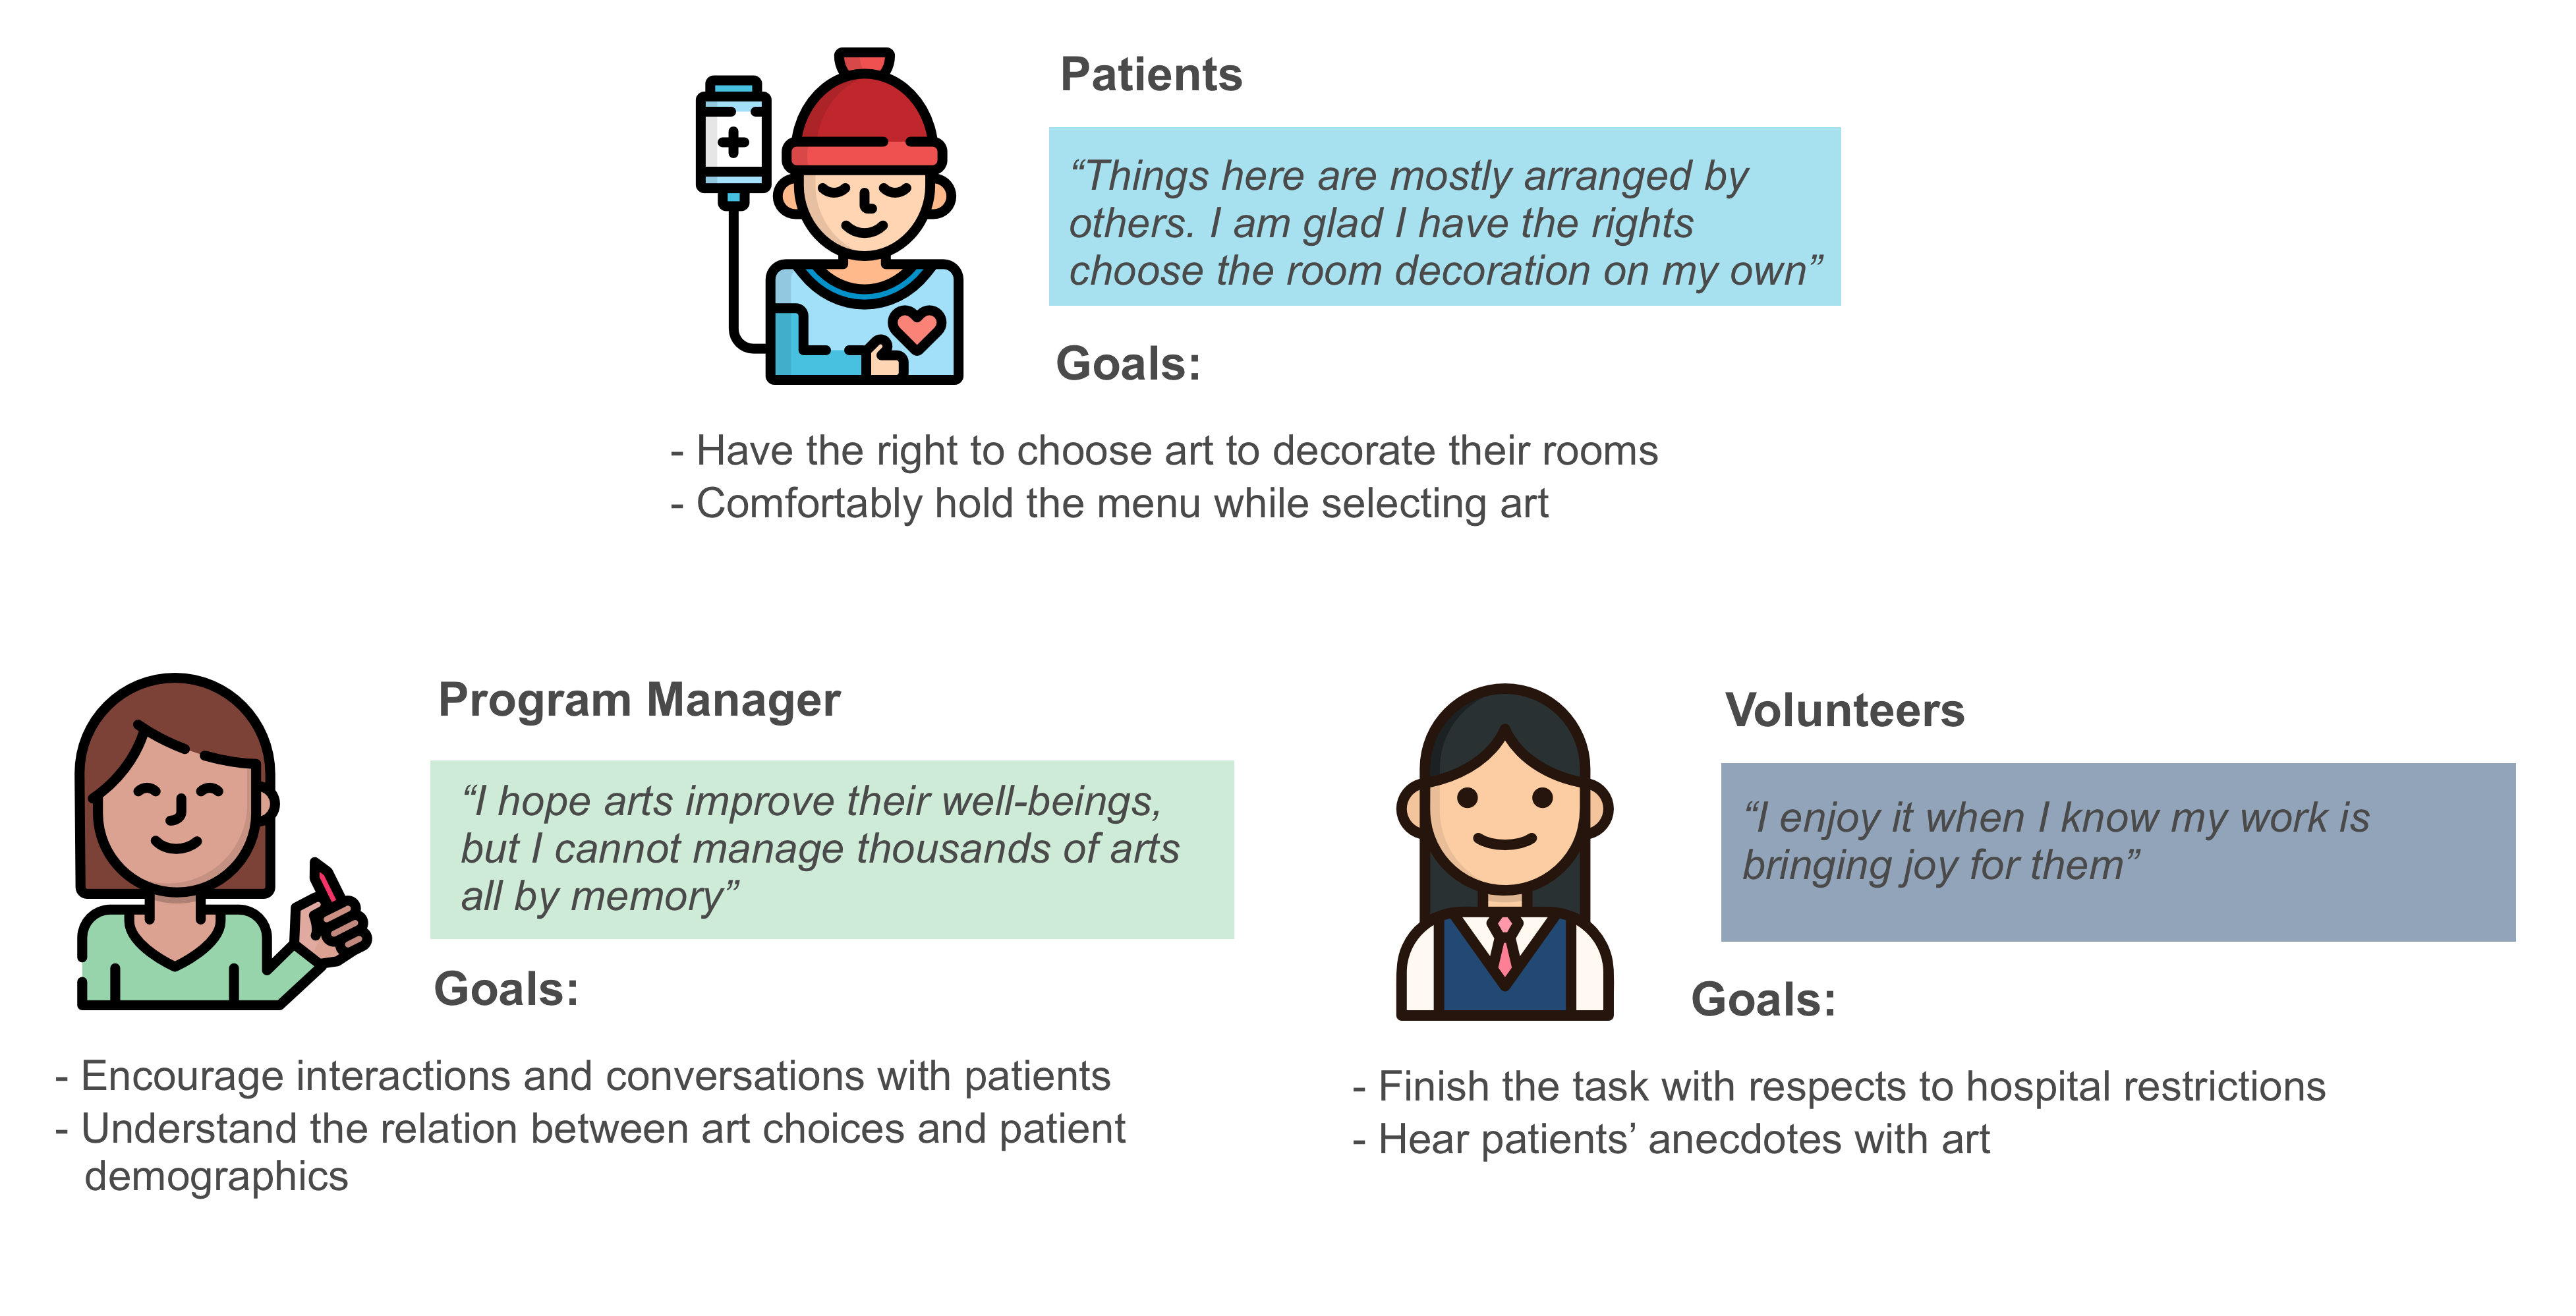 Patients
“Things here are mostly arranged by
others. I am glad I have the rights
choose the room decoration on my own”
Goals:
- Have the right to choose art to decorate their rooms
- Comfortably hold the menu while selecting art
Program Manager
“I hope arts improve their well-beings,
but I cannot manage thousands of arts
all by memory”
Goals:
- Encourage interactions and conversations with patients
- Understand the relation between art choices and patient
demographics
Volunteers
“I enjoy it when I know my work is
bringing joy for them”
Goals:
- Finish the task with respects to hospital restrictions
- Hear patients’ anecdotes with art